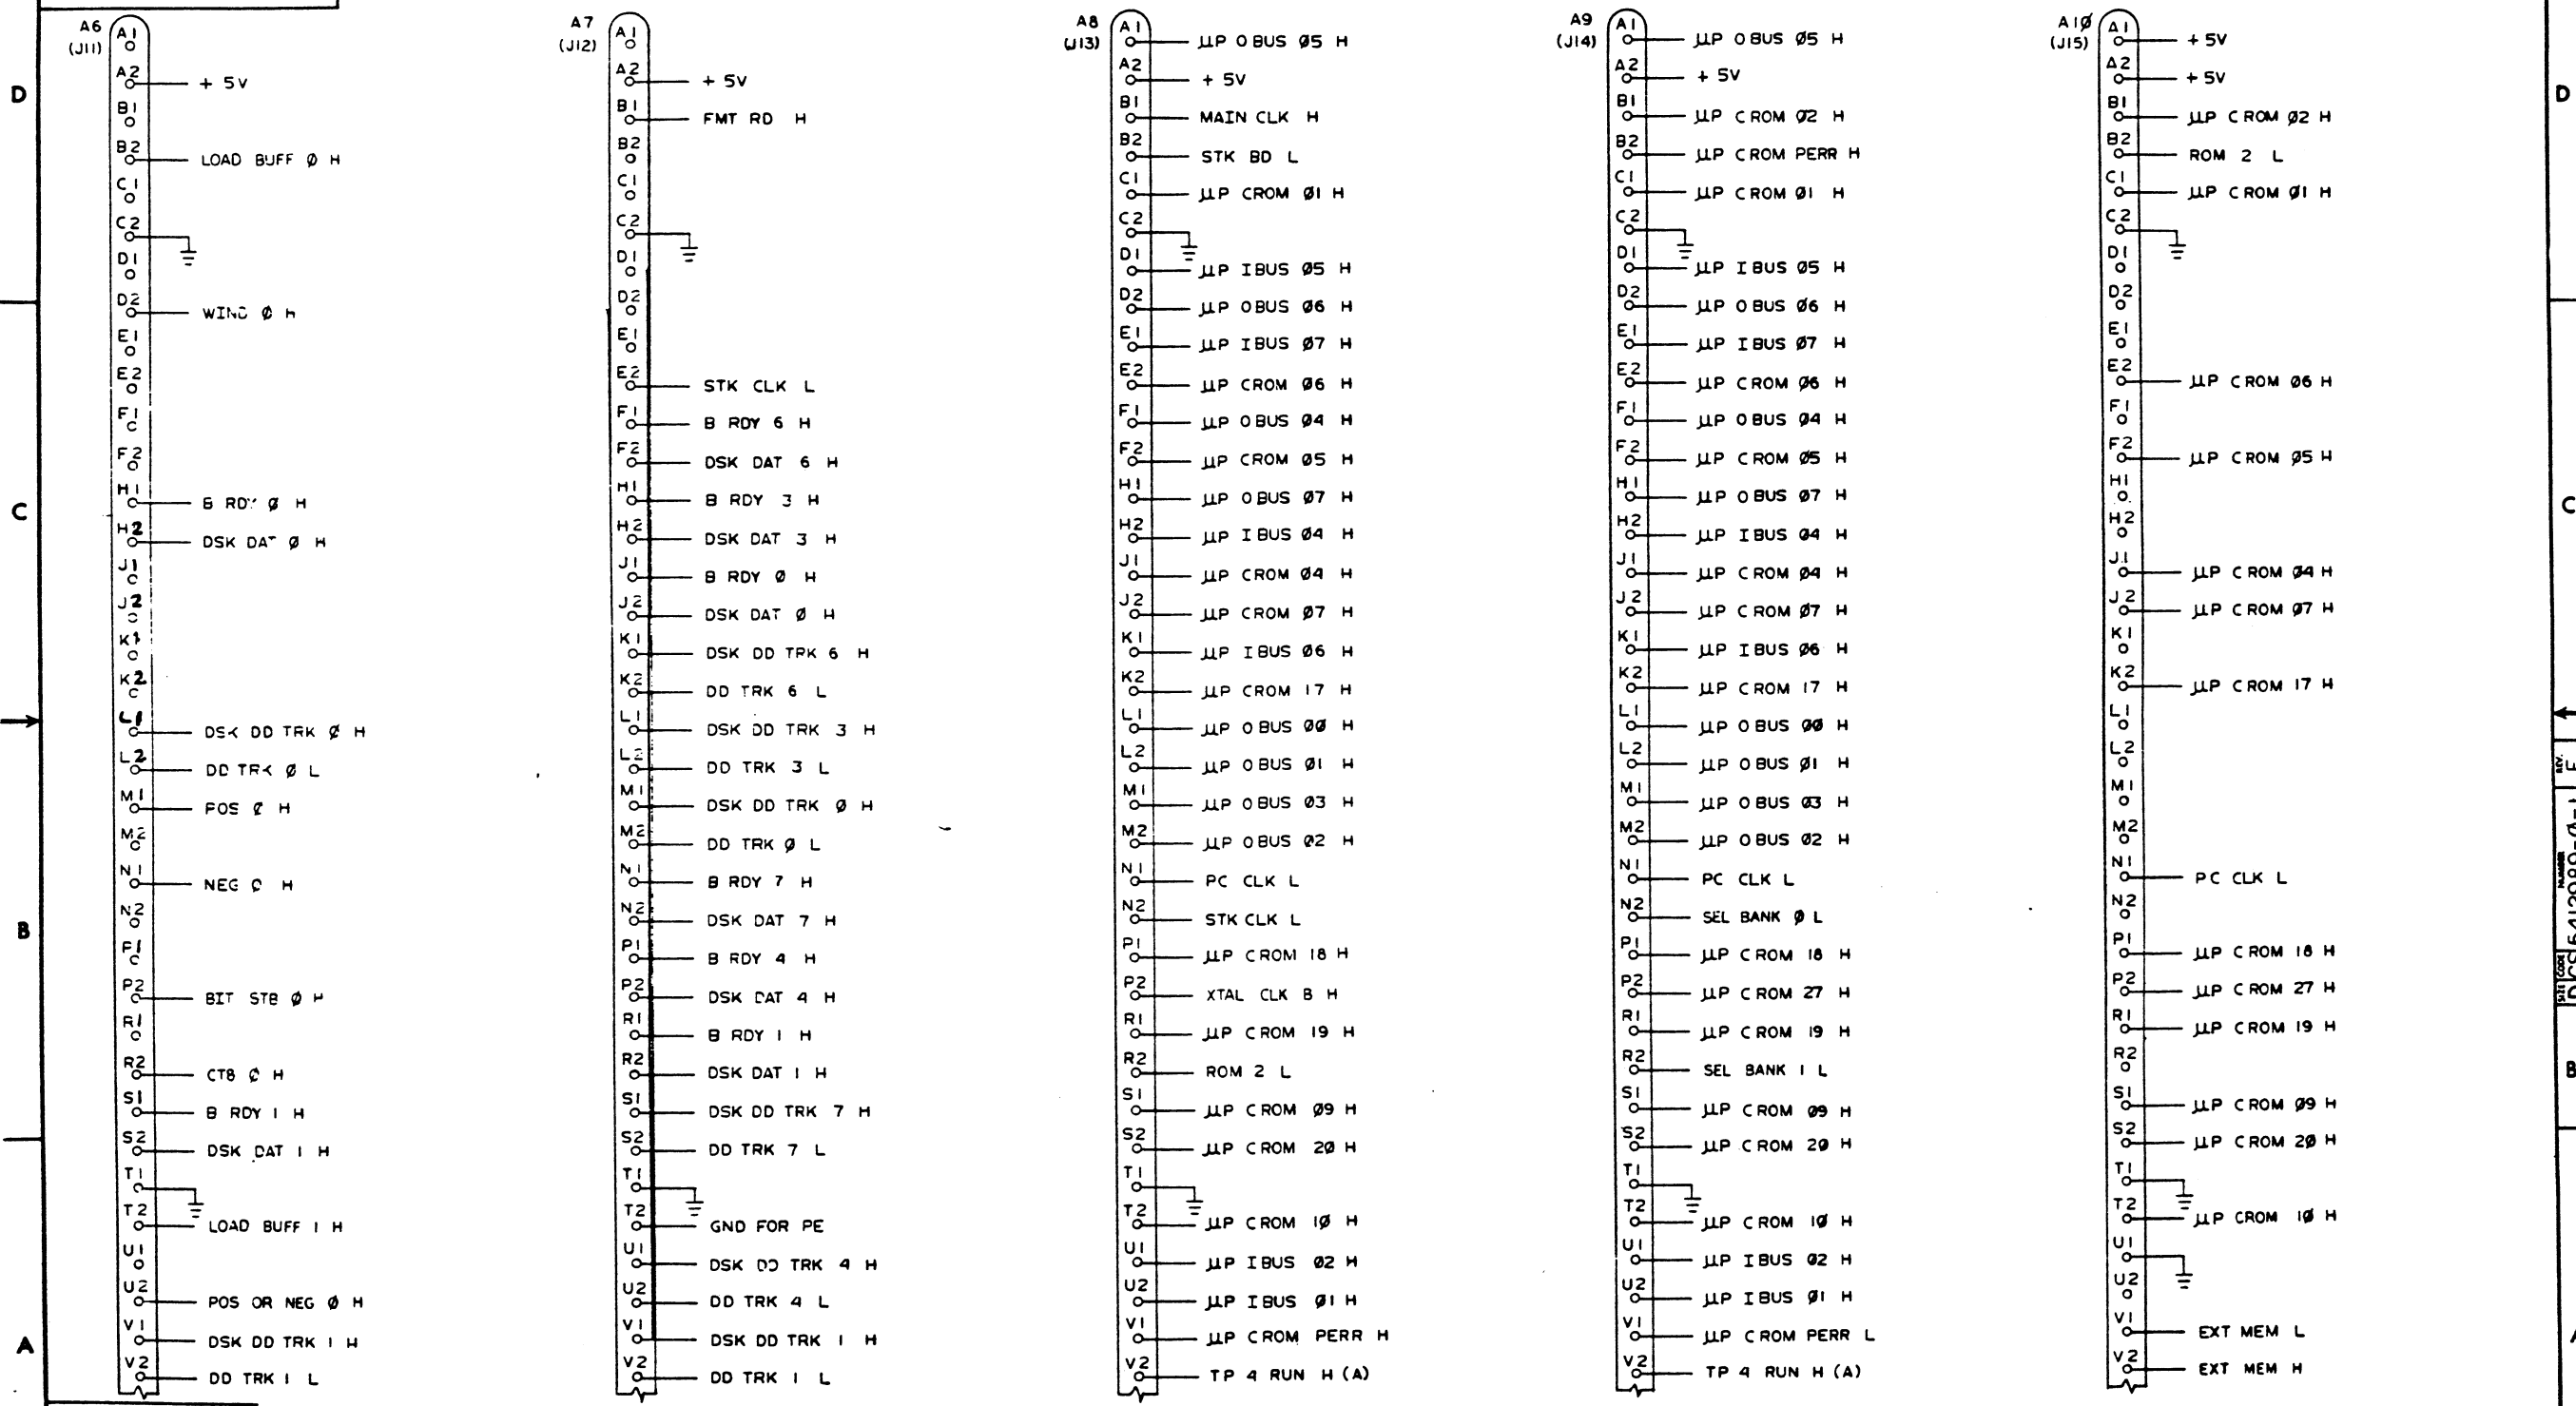 D
A6
(J11)
A1
A2 + 5V
B1
B2 LOAD BUFF Ø H
C1
C2
D1
D2 WIND Ø H
E1
E2
F1
F2
H1 B RDY Ø H
H2 DSK DAT Ø H
J1
J2
K1
K2
L1 DSK DD TRK Ø H
L2 DD TRK Ø L
M1 POS Ø H
M2
N1 NEG Ø H
N2
P1
P2 BIT STB Ø H
R1
R2 CTB Ø H
S1 B RDY 1 H
S2 DSK DAT 1 H
T1
T2 LOAD BUFF 1 H
U1
U2 POS OR NEG Ø H
V1 DSK DD TRK 1 H
V2 DD TRK 1 L
C
B
A
A7
(J12)
A1
A2 + 5V
B1 FMT RD H
B2
C1
C2
D1
D2
E1
E2 STK CLK L
F1 B RDY 6 H
F2 DSK DAT 6 H
H1 B RDY 3 H
H2 DSK DAT 3 H
J1 B RDY Ø H
J2 DSK DAT Ø H
K1 DSK DD TRK 6 H
K2 DD TRK 6 L
L1 DSK DD TRK 3 H
L2 DD TRK 3 L
M1 DSK DD TRK Ø H
M2 DD TRK Ø L
N1 B RDY 7 H
N2 DSK DAT 7 H
P1 B RDY 4 H
P2 DSK DAT 4 H
R1 B RDY 1 H
R2 DSK DAT 1 H
S1 DSK DD TRK 7 H
S2 DD TRK 7 L
T1
T2 GND FOR PE
U1 DSK DD TRK 4 H
U2 DD TRK 4 L
V1 DSK DD TRK 1 H
V2 DD TRK 1 L
A8
(J13)
A1 µP OBUS Ø5 H
A2 + 5V
B1 MAIN CLK H
B2 STK BD L
C1 µP CROM Ø1 H
C2
D1 µP IBUS Ø5 H
D2 µP OBUS Ø6 H
E1 µP IBUS Ø7 H
E2 µP CROM Ø6 H
F1 µP OBUS Ø4 H
F2 µP CROM Ø5 H
H1 µP OBUS Ø7 H
H2 µP IBUS Ø4 H
J1 µP CROM Ø4 H
J2 µP CROM Ø7 H
K1 µP IBUS Ø6 H
K2 µP CROM 17 H
L1 µP OBUS ØØ H
L2 µP OBUS Ø1 H
M1 µP OBUS Ø3 H
M2 µP OBUS Ø2 H
N1 PC CLK L
N2 STK CLK L
P1 µP CROM 18 H
P2 XTAL CLK B H
R1 µP CROM 19 H
R2 ROM 2 L
S1 µP CROM Ø9 H
S2 µP CROM 2Ø H
T1
T2 µP CROM 1Ø H
U1 µP IBUS Ø2 H
U2 µP IBUS Ø1 H
V1 µP CROM PERR H
V2 TP 4 RUN H (A)
A9
(J14)
A1 µP OBUS Ø5 H
A2 + 5V
B1 µP CROM Ø2 H
B2 µP CROM PERR H
C1 µP CROM Ø1 H
C2
D1 µP IBUS Ø5 H
D2 µP OBUS Ø6 H
E1 µP IBUS Ø7 H
E2 µP CROM Ø6 H
F1 µP OBUS Ø4 H
F2 µP CROM Ø5 H
H1 µP OBUS Ø7 H
H2 µP IBUS Ø4 H
J1 µP CROM Ø4 H
J2 µP CROM Ø7 H
K1 µP IBUS Ø6 H
K2 µP CROM 17 H
L1 µP OBUS ØØ H
L2 µP OBUS Ø1 H
M1 µP OBUS Ø3 H
M2 µP OBUS Ø2 H
N1 PC CLK L
N2 SEL BANK Ø L
P1 µP CROM 18 H
P2 µP CROM 27 H
R1 µP CROM 19 H
R2 SEL BANK 1 L
S1 µP CROM Ø9 H
S2 µP CROM 2Ø H
T1
T2 µP CROM 1Ø H
U1 µP IBUS Ø2 H
U2 µP IBUS Ø1 H
V1 µP CROM PERR L
V2 TP 4 RUN H (A)
A1Ø
(J15)
A1 + 5V
A2 + 5V
B1 µP CROM Ø2 H
B2 ROM 2 L
C1 µP CROM Ø1 H
C2
D1
D2
E1
E2 µP CROM Ø6 H
F1
F2 µP CROM Ø5 H
H1
H2
J1 µP CROM Ø4 H
J2 µP CROM Ø7 H
K1
K2 µP CROM 17 H
L1
L2
M1
M2
N1 PC CLK L
N2
P1 µP CROM 18 H
P2 µP CROM 27 H
R1 µP CROM 19 H
R2
S1 µP CROM Ø9 H
S2 µP CROM 2Ø H
T1
T2 µP CROM 1Ø H
U1
U2
V1 EXT MEM L
V2 EXT MEM H
D
C
B
REV.
NUMBER
SIZE CODE